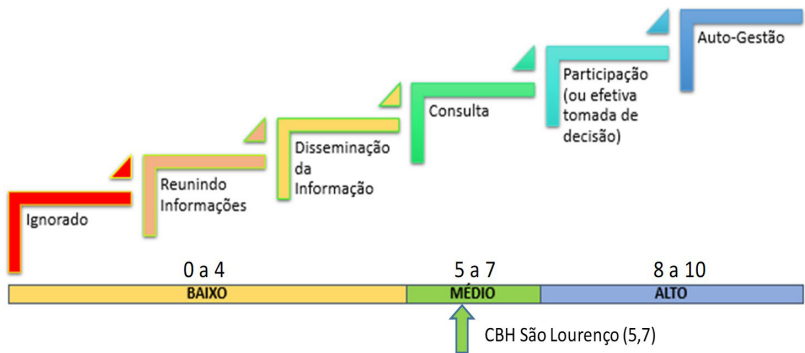 Ignorado
Reunindo
Informações
Disseminação
da
Informação
Consulta
Participação
(ou efetiva
tomada de
decisão)
Auto-Gestão
0 a 4
5 a 7
8 a 10
BAIXO
MÉDIO
ALTO
CBH São Lourenço (5,7)